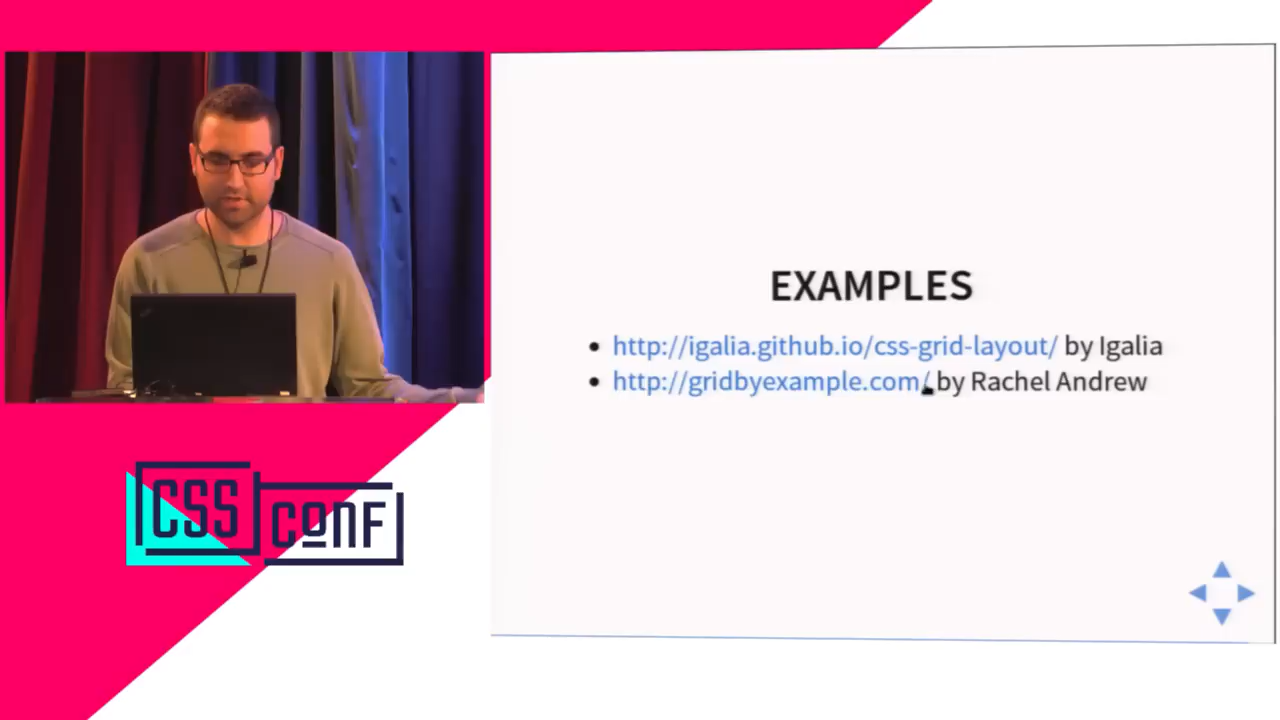 EXAMPLES
http://igalia.github.io/css-grid-layout/ by Igalia
http://gridbyexample.com/ by Rachel Andrew
CSS
CONF